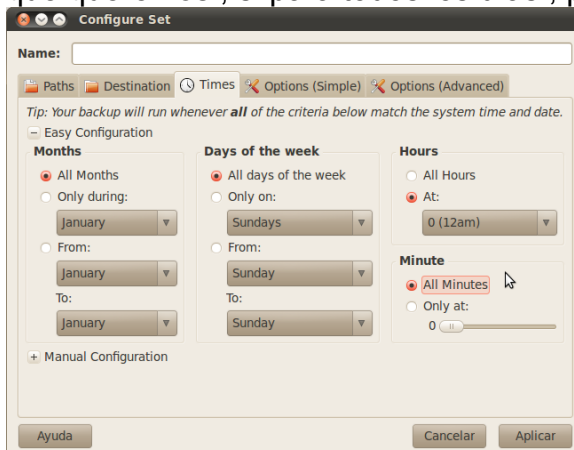 Configure Set
Name:
Paths Destination Times Options (Simple) Options (Advanced)
Tip: Your backup will run whenever all of the criteria below match the system time and date.
Easy Configuration
Months
All Months
Only during:
January
From:
January
To:
January
Days of the week
All days of the week
Only on:
Sundays
From:
Sunday
To:
Sunday
Hours
All Hours
At:
0 (12am)
Minute
All Minutes
Only at:
0
Manual Configuration
Ayuda Cancelar Aplicar